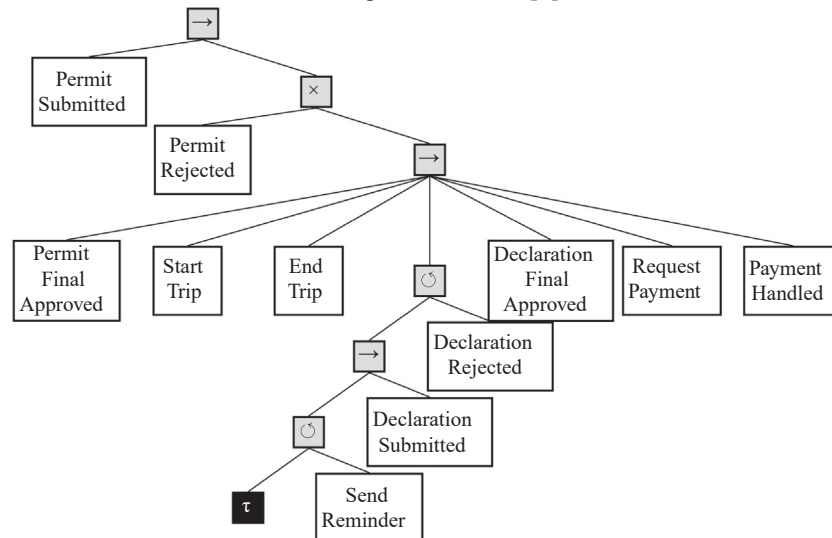 →
Permit
Submitted
×
Permit
Rejected
→
Permit
Final
Approved
Start
Trip
End
Trip
↺
Declaration
Final
Approved
Request
Payment
Payment
Handled
→
Declaration
Rejected
↺
Declaration
Submitted
τ
Send
Reminder